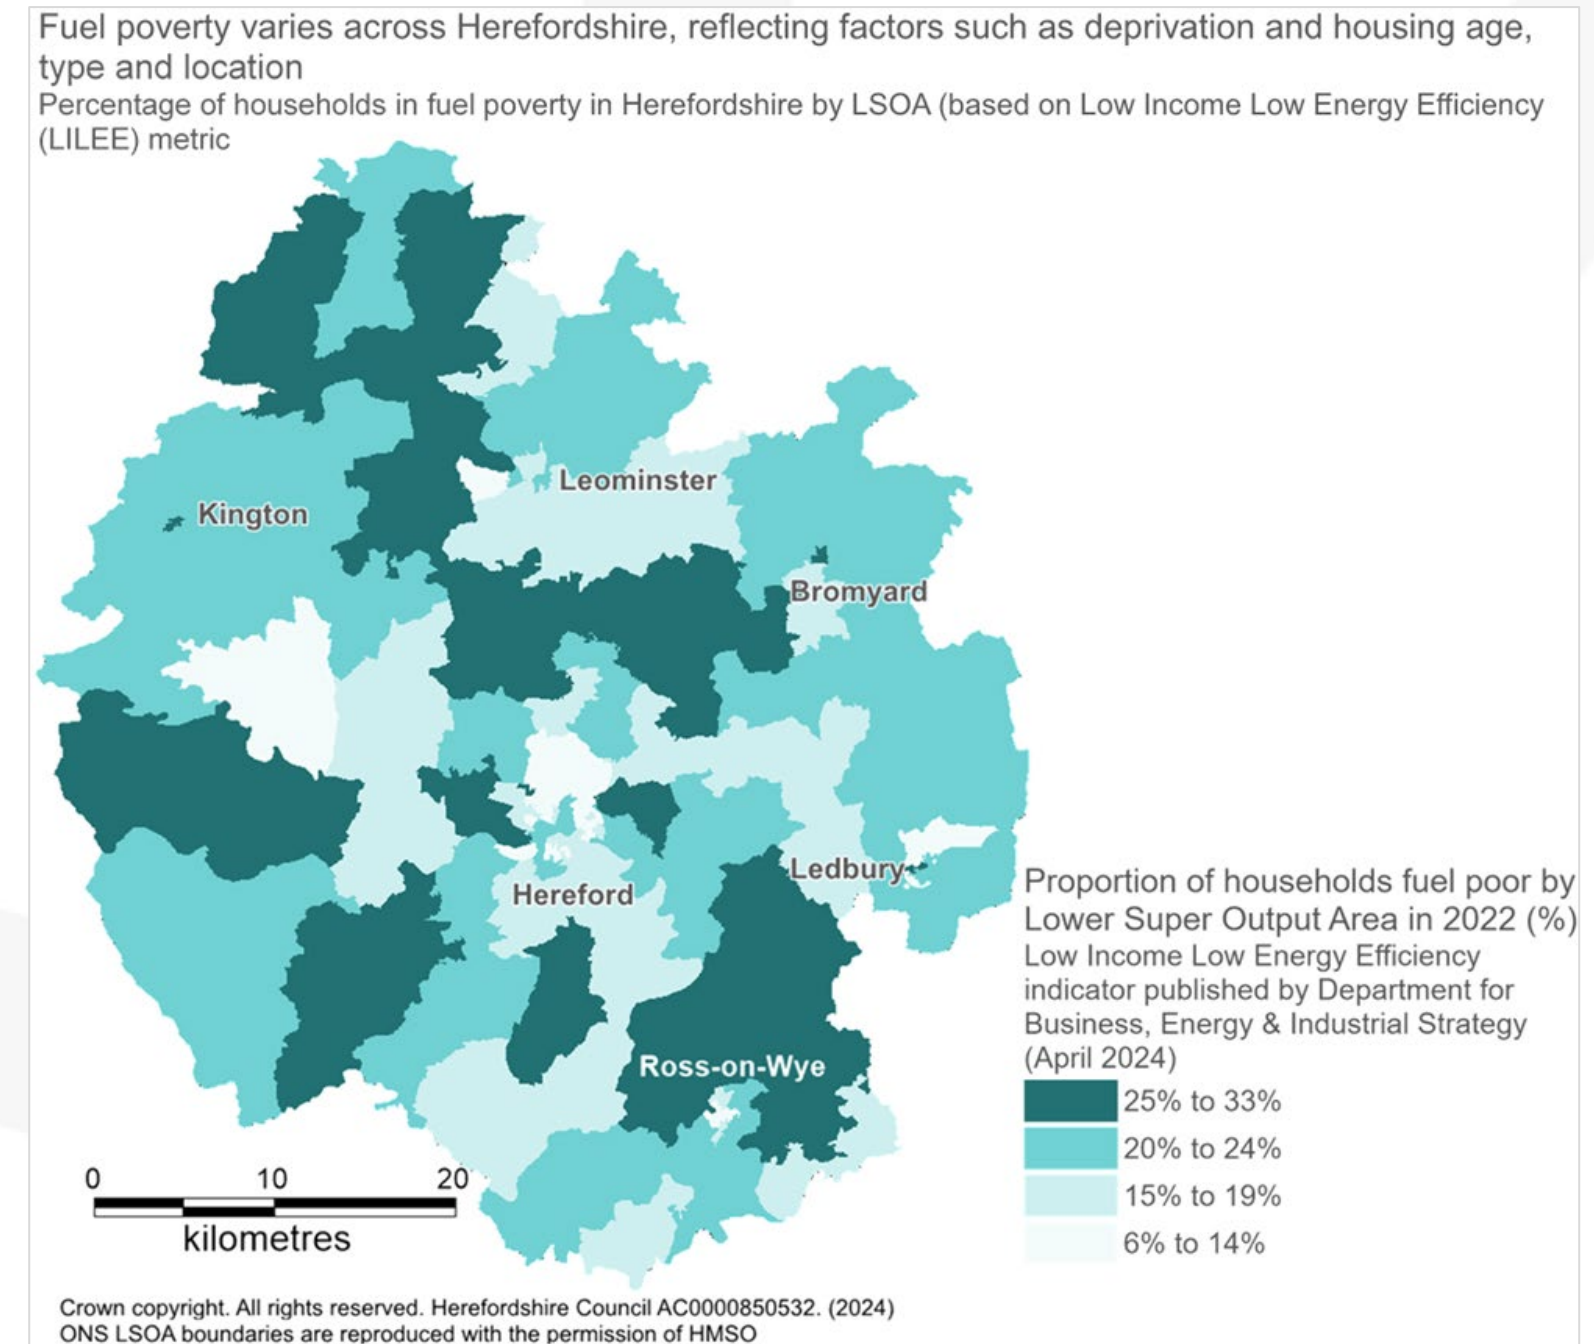 Fuel poverty varies across Herefordshire, reflecting factors such as deprivation and housing age,
type and location
Percentage of households in fuel poverty in Herefordshire by LSOA (based on Low Income Low Energy Efficiency
(LILEE) metric
Leominster
Kington
Bromyard
Ledbury
Hereford
Ross-on-Wye
Proportion of households fuel poor by
Lower Super Output Area in 2022 (%)
Low Income Low Energy Efficiency
indicator published by Department for
Business, Energy & Industrial Strategy
(April 2024)
25% to 33%
20% to 24%
15% to 19%
6% to 14%
0 10 20
kilometres
Crown copyright. All rights reserved. Herefordshire Council AC0000850532. (2024)
ONS LSOA boundaries are reproduced with the permission of HMSO